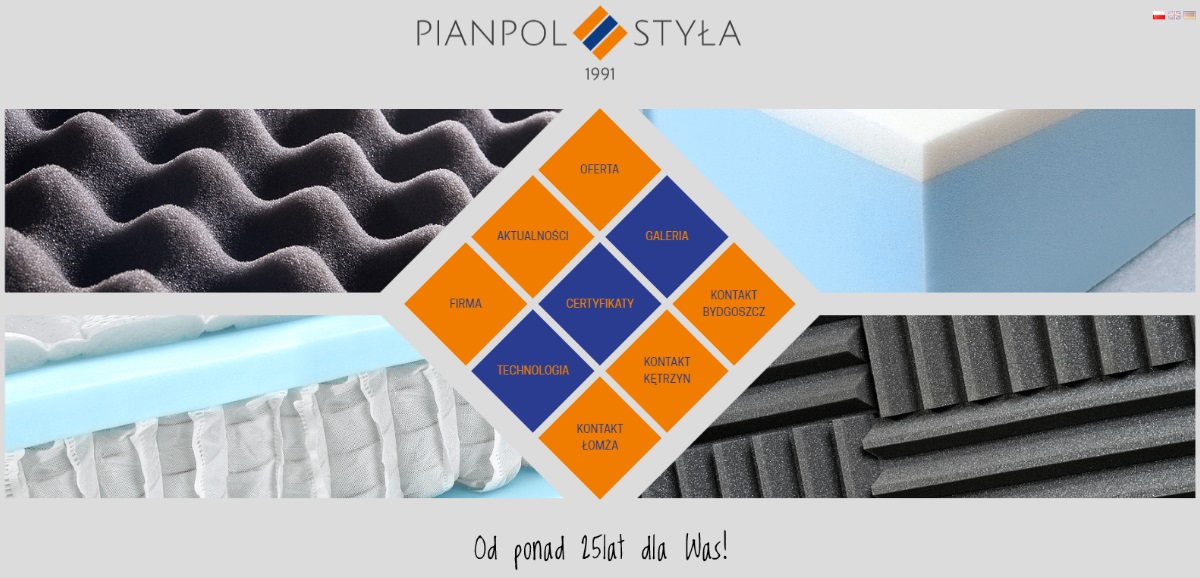 PIANPOL STYŁA
1991
OFERTA
AKTUALNOŚCI
GALERIA
FIRMA
CERTYFIKATY
KONTAKT
BYDGOSZCZ
TECHNOLOGIA
KONTAKT
KĘTRZYN
KONTAKT
ŁOMŻA
Od ponad 25lat dla Was!